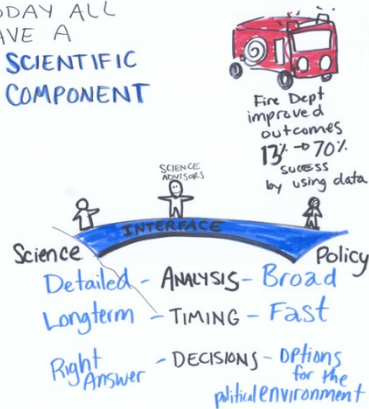 ODAY ALL
AVE A
SCIENTIFIC
COMPONENT
Fire Dept
improved
outcomes
13% → 70%
sucess
by using data
SCIENCE
ADVISORS
INTERFACE
Science
Policy
Detailed - ANALYSIS - Broad
Longterm - TIMING - Fast
Right Answer - DECISIONS - options for the political environment